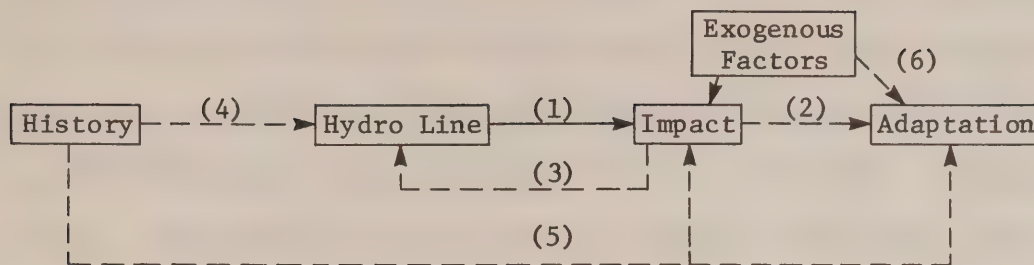 Exogenous
Factors
(6)
History
(4)
Hydro Line
(1)
Impact
(2)
Adaptation
(3)
(5)